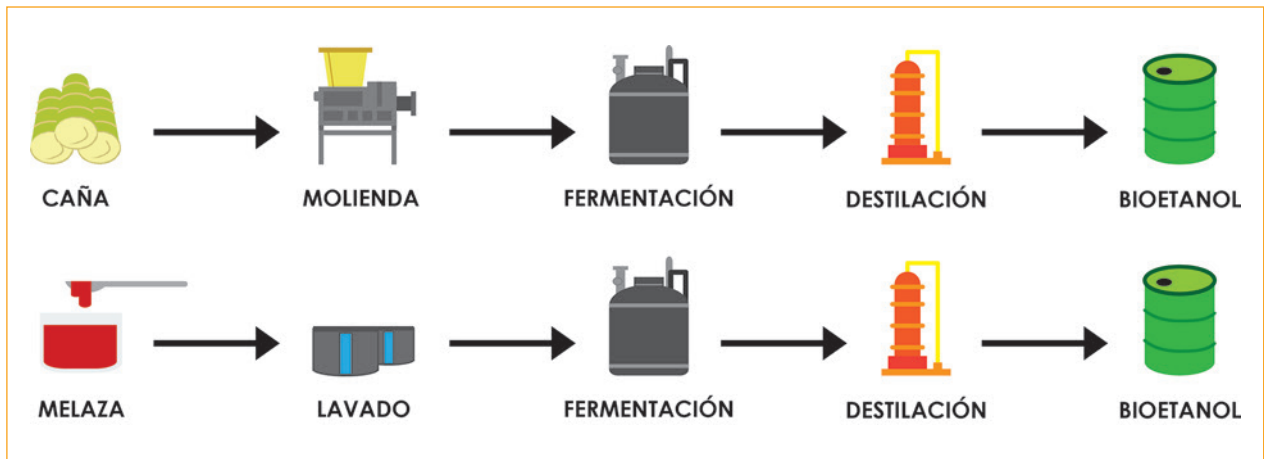 CAÑA
MOLIENDA
FERMENTACIÓN
DESTILACIÓN
BIOETANOL
MELAZA
LAVADO
FERMENTACIÓN
DESTILACIÓN
BIOETANOL